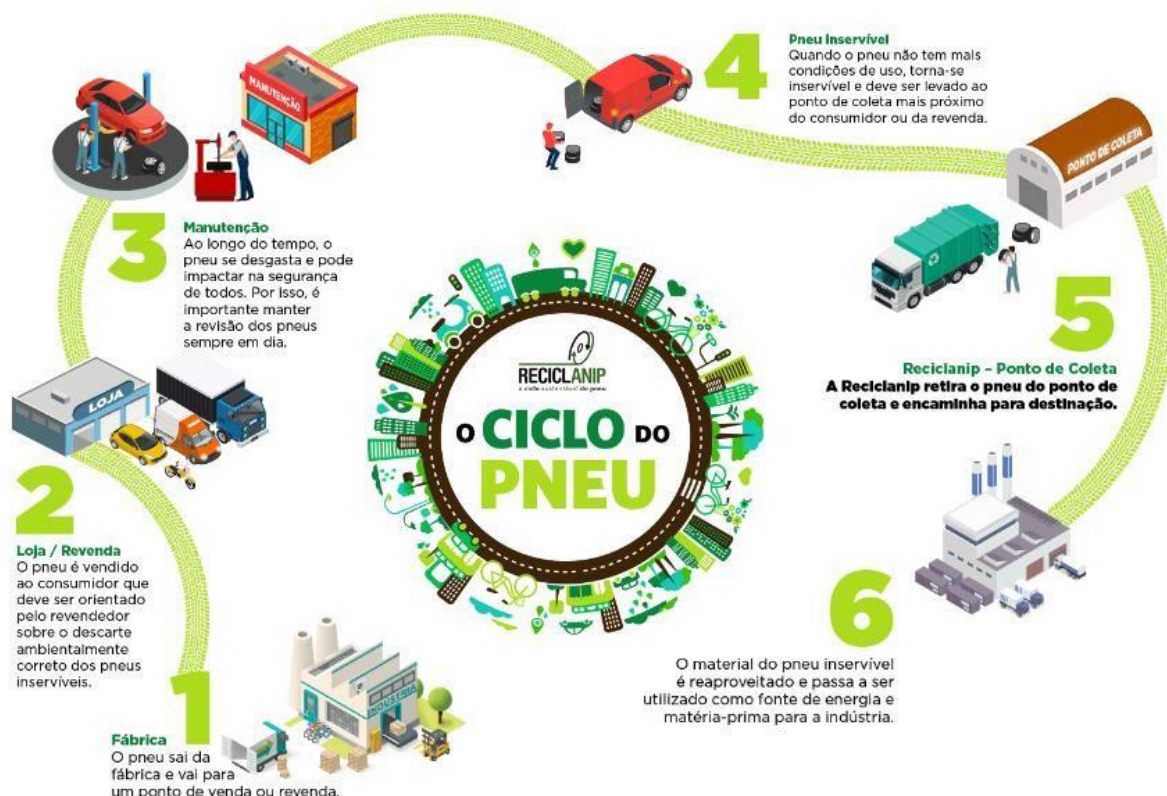 1
Fábrica
O pneu sai da
fábrica e vai para
um ponto de venda ou revenda.
INDÚSTRIA
2
Loja / Revenda
O pneu é vendido
ao consumidor que
deve ser orientado
pelo revendedor
sobre o descarte
ambientalmente
correto dos pneus
inservíveis.
LOJA
3
Manutenção
Ao longo do tempo, o
pneu se desgasta e pode
impactar na segurança
de todos. Por isso, é
importante manter
a revisão dos pneus
sempre em dia.
MANUTENÇÃO
4
Pneu Inservível
Quando o pneu não tem mais
condições de uso, torna-se
inservível e deve ser levado ao
ponto de coleta mais próximo
do consumidor ou da revenda.
PONTO DE COLETA
5
Reciclanip – Ponto de Coleta
A Reciclanip retira o pneu do ponto de
coleta e encaminha para destinação.
6
O material do pneu inservível
é reaproveitado e passa a ser
utilizado como fonte de energia e
matéria-prima para a indústria.
RECICLANIP
o ciclo sustentável do pneu
O CICLO DO
PNEU